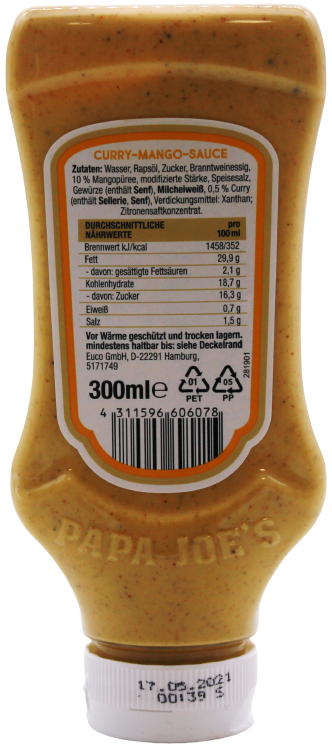 CURRY-MANGO-SAUCE
Zutaten: Wasser, Rapsöl, Zucker, Branntweinessig,
10 % Mangopüree, modifizierte Stärke, Speisesalz,
Gewürze (enthält Senf), Milcheiweiß, 0,5 % Curry
(enthält Sellerie, Senf), Verdickungsmittel: Xanthan;
Zitronensaftkonzentrat.
DURCHSCHNITTLICHE NÄHRWERTE pro 100 ml
Brennwert kJ/kcal 1458/352
Fett 29,9 g
- davon: gesättigte Fettsäuren 2,1 g
Kohlenhydrate 18,7 g
- davon: Zucker 16,3 g
Eiweiß 0,7 g
Salz 1,5 g
Vor Wärme geschützt und trocken lagern.
mindestens haltbar bis: siehe Deckelrand
Euco GmbH, D-22291 Hamburg,
5171749
281901
300ml e
01 05
PET PP
4 311596 606078
PAPA JOE'S
17.05.2021
00:39 S